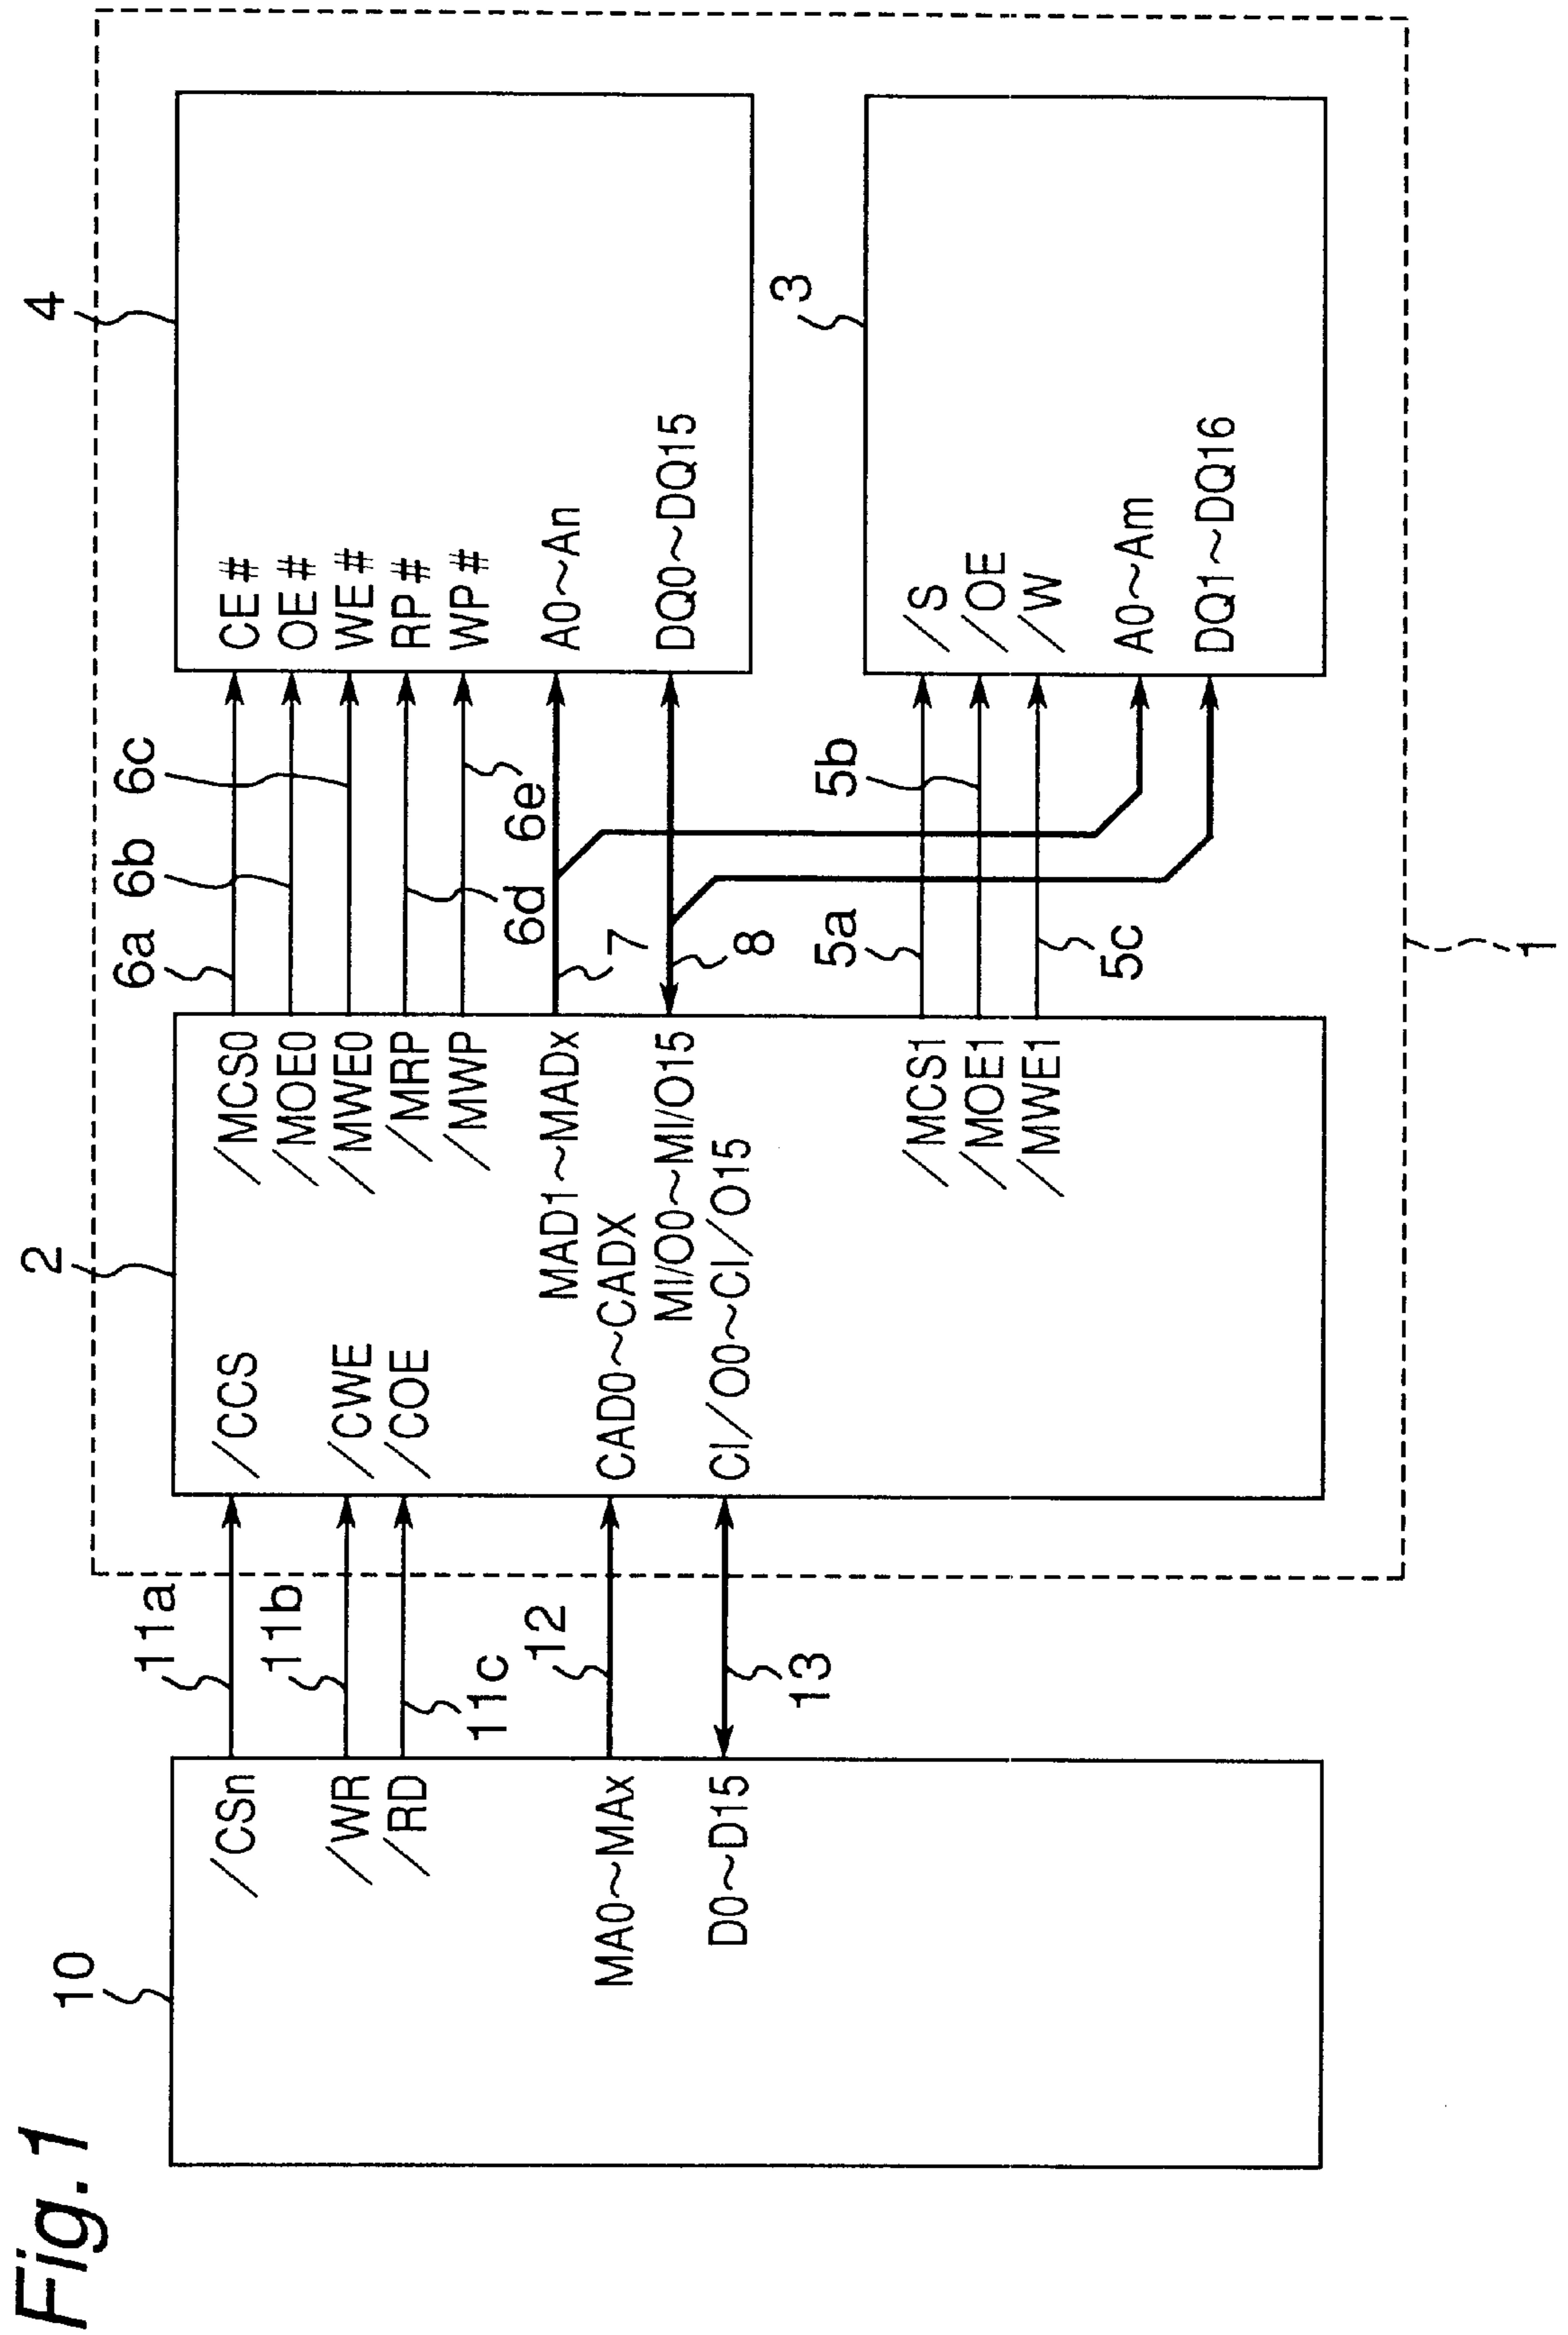 Fig.1
10
/CSn
/WR
/RD
MA0~MAx
D0~D15
11a
11b
11c
12
13
2
/CCS
/CWE
/COE
CAD0~CADX
CI/O0~CI/O15
/MCS0
/MOE0
/MWE0
/MRP
/MWP
MAD1~MADx
MI/O0~MI/O15
/MCS1
/MOE1
/MWE1
6a
6b
6c
6d
6e
7
8
5a
5b
5c
4
CE#
OE#
WE#
RP#
WP#
A0~An
DQ0~DQ15
3
/S
/OE
/W
A0~Am
DQ1~DQ16
1